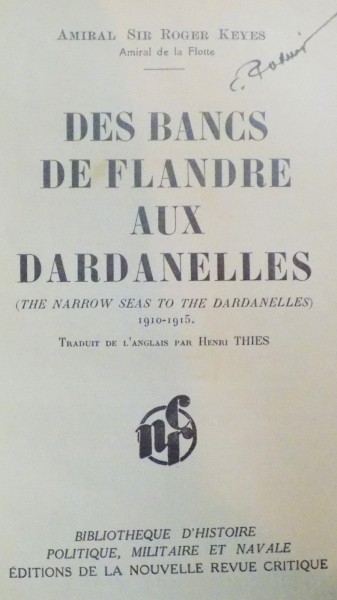 AMIRAL SIR ROGER KEYES
Amiral de la Flotte
DES BANCS
DE FLANDRE
AUX
DARDANELLES
(THE NARROW SEAS TO THE DARDANELLES)
1910-1915.
TRADUIT DE L'ANGLAIS PAR HENRI THIES
nrc
BIBLIOTHEQUE D'HISTOIRE
POLITIQUE, MILITAIRE ET NAVALE
ÉDITIONS DE LA NOUVELLE REVUE CRITIQUE